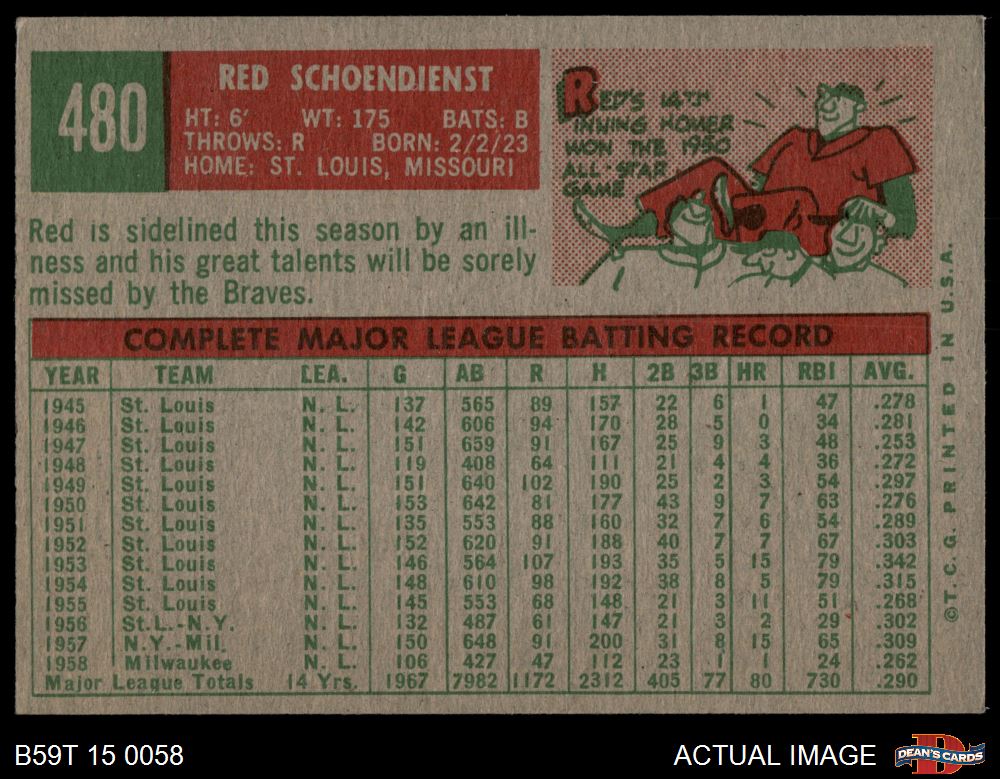 480
RED SCHOENDIENST
HT: 6' WT: 175 BATS: B
THROWS: R BORN: 2/2/23
HOME: ST. LOUIS, MISSOURI
RED'S 14TH
INNING HOMER
WON THE 1950
ALL STAR
GAME
Red is sidelined this season by an ill-
ness and his great talents will be sorely
missed by the Braves.
COMPLETE MAJOR LEAGUE BATTING RECORD
YEAR TEAM LEA. G AB R H 2B 3B HR RBI AVG.
1945 St. Louis N. L. 137 565 89 157 22 6 1 47 .278
1946 St. Louis N. L. 142 606 94 170 28 5 0 34 .281
1947 St. Louis N. L. 151 659 91 167 25 9 3 48 .253
1948 St. Louis N. L. 119 408 64 111 21 4 4 36 .272
1949 St. Louis N. L. 151 640 102 190 25 2 3 54 .297
1950 St. Louis N. L. 153 642 81 177 43 9 7 63 .276
1951 St. Louis N. L. 135 553 88 160 32 7 6 54 .289
1952 St. Louis N. L. 152 620 91 188 40 7 7 67 .303
1953 St. Louis N. L. 146 564 107 193 35 5 15 79 .342
1954 St. Louis N. L. 148 610 98 192 38 8 5 79 .315
1955 St. Louis N. L. 145 553 68 148 21 3 11 51 .268
1956 St.L.-N.Y. N. L. 132 487 61 147 21 3 2 29 .302
1957 N.Y.-Mil. N. L. 150 648 91 200 31 8 15 65 .309
1958 Milwaukee N. L. 106 427 47 112 23 1 1 24 .262
Major League Totals 14 Yrs. 1967 7982 1172 2312 405 77 80 730 .290
©T.C.G. PRINTED IN U.S.A.
B59T 15 0058
ACTUAL IMAGE
DEAN'S CARDS